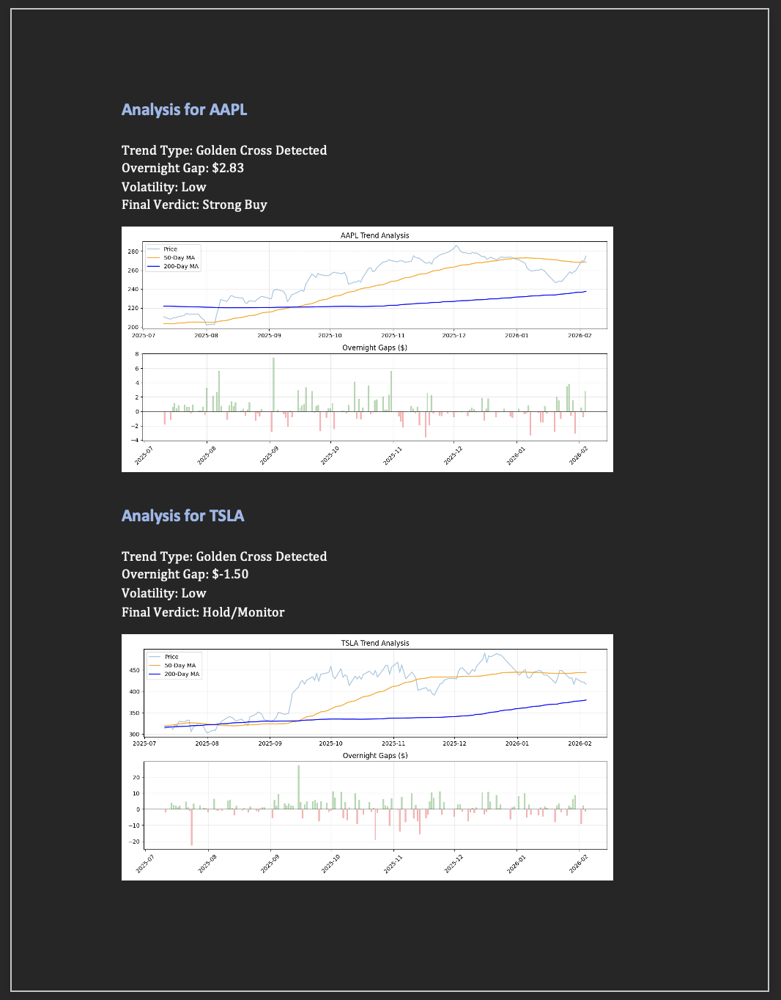 Analysis for AAPL
Trend Type: Golden Cross Detected
Overnight Gap: $2.83
Volatility: Low
Final Verdict: Strong Buy
AAPL Trend Analysis
Price
50-Day MA
200-Day MA
280
260
240
220
200
2025-07 2025-08 2025-09 2025-10 2025-11 2025-12 2026-01 2026-02
Overnight Gaps ($)
8
6
4
2
0
−2
−4
2025-07 2025-08 2025-09 2025-10 2025-11 2025-12 2026-01 2026-02
Analysis for TSLA
Trend Type: Golden Cross Detected
Overnight Gap: $-1.50
Volatility: Low
Final Verdict: Hold/Monitor
TSLA Trend Analysis
Price
50-Day MA
200-Day MA
450
400
350
300
2025-07 2025-08 2025-09 2025-10 2025-11 2025-12 2026-01 2026-02
Overnight Gaps ($)
20
10
0
−10
−20
2025-07 2025-08 2025-09 2025-10 2025-11 2025-12 2026-01 2026-02